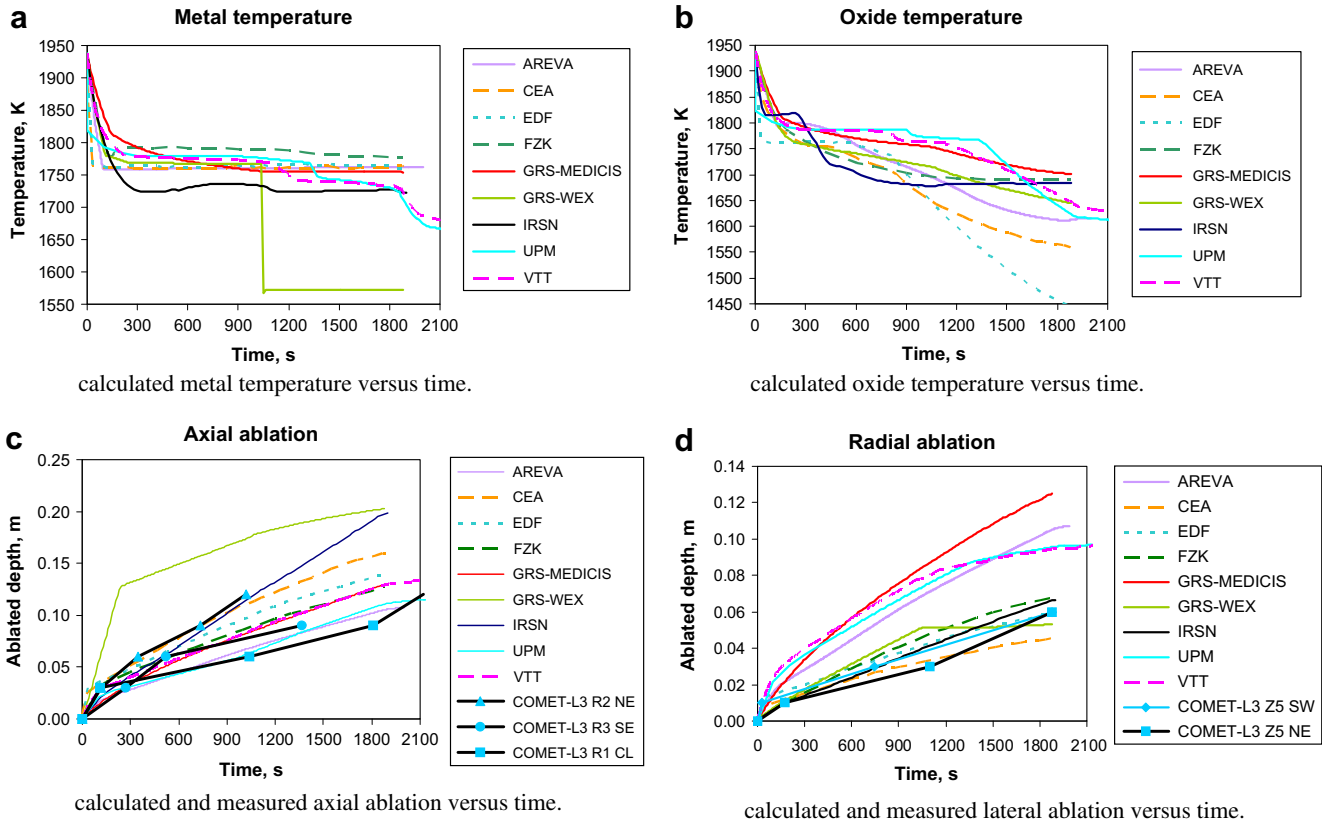 a
Metal temperature
Temperature, K
1950
1900
1850
1800
1750
1700
1650
1600
1550
0 300 600 900 1200 1500 1800 2100
Time, s
AREVA
CEA
EDF
FZK
GRS-MEDICIS
GRS-WEX
IRSN
UPM
VTT
calculated metal temperature versus time.
b
Oxide temperature
Temperature, K
1950
1900
1850
1800
1750
1700
1650
1600
1550
1500
1450
0 300 600 900 1200 1500 1800 2100
Time, s
AREVA
CEA
EDF
FZK
GRS-MEDICIS
GRS-WEX
IRSN
UPM
VTT
calculated oxide temperature versus time.
c
Axial ablation
Ablated depth, m
0.25
0.20
0.15
0.10
0.05
0.00
0 300 600 900 1200 1500 1800 2100
Time, s
AREVA
CEA
EDF
FZK
GRS-MEDICIS
GRS-WEX
IRSN
UPM
VTT
COMET-L3 R2 NE
COMET-L3 R3 SE
COMET-L3 R1 CL
calculated and measured axial ablation versus time.
d
Radial ablation
Ablated depth, m
0.14
0.12
0.10
0.08
0.06
0.04
0.02
0.00
0 300 600 900 1200 1500 1800 2100
Time, s
AREVA
CEA
EDF
FZK
GRS-MEDICIS
GRS-WEX
IRSN
UPM
VTT
COMET-L3 Z5 SW
COMET-L3 Z5 NE
calculated and measured lateral ablation versus time.